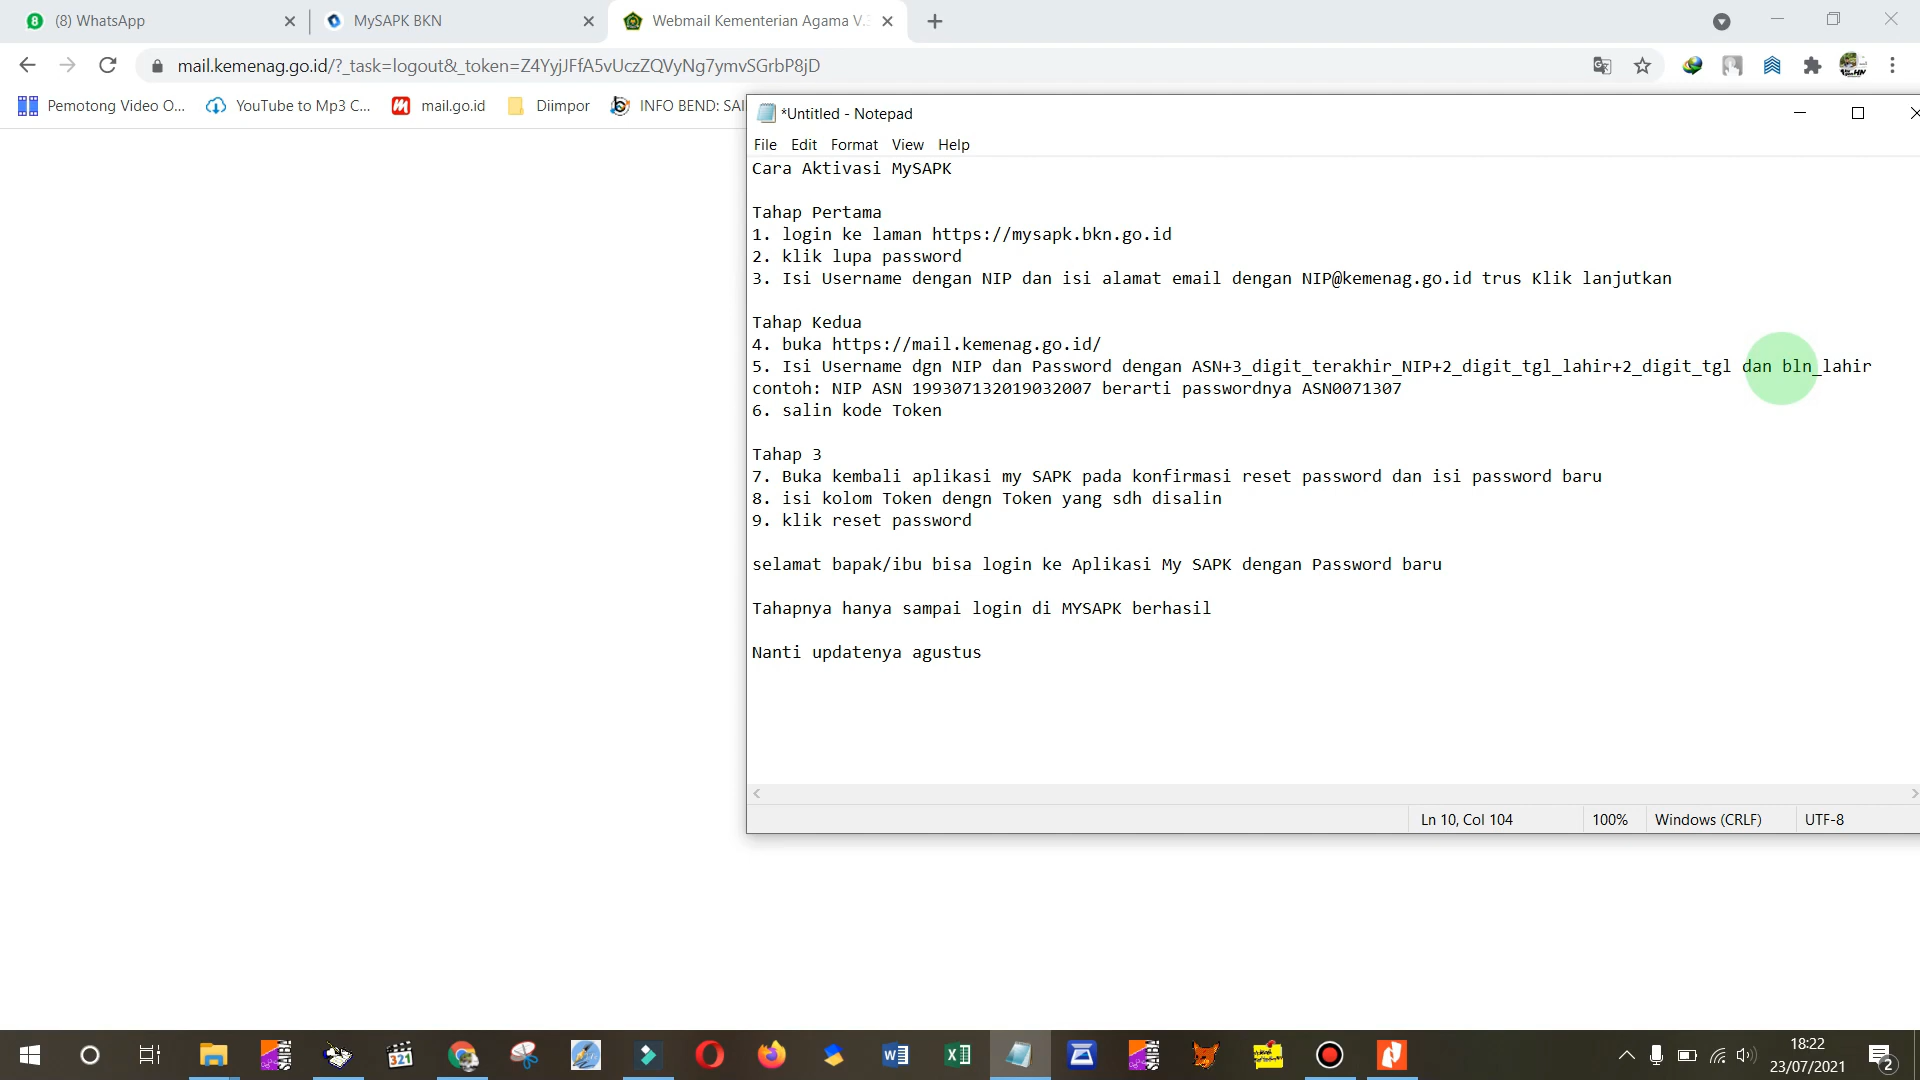 (8) WhatsApp
MySAPK BKN
Webmail Kementerian Agama V.3
mail.kemenag.go.id/?_task=logout&_token=Z4YyjJFfA5vUczZQVyNg7ymvSGrbP8jD
Pemotong Video O...
YouTube to Mp3 C...
mail.go.id
Diimpor
INFO BEND: SAI
*Untitled - Notepad
File Edit Format View Help
Cara Aktivasi MySAPK
Tahap Pertama
1. login ke laman https://mysapk.bkn.go.id
2. klik lupa password
3. Isi Username dengan NIP dan isi alamat email dengan NIP@kemenag.go.id trus Klik lanjutkan
Tahap Kedua
4. buka https://mail.kemenag.go.id/
5. Isi Username dgn NIP dan Password dengan ASN+3_digit_terakhir_NIP+2_digit_tgl_lahir+2_digit_tgl dan bln_lahir
contoh: NIP ASN 199307132019032007 berarti passwordnya ASN0071307
6. salin kode Token
Tahap 3
7. Buka kembali aplikasi my SAPK pada konfirmasi reset password dan isi password baru
8. isi kolom Token dengn Token yang sdh disalin
9. klik reset password
selamat bapak/ibu bisa login ke Aplikasi My SAPK dengan Password baru
Tahapnya hanya sampai login di MYSAPK berhasil
Nanti updatenya agustus
Ln 10, Col 104
100%
Windows (CRLF)
UTF-8
321
18:22
23/07/2021
2